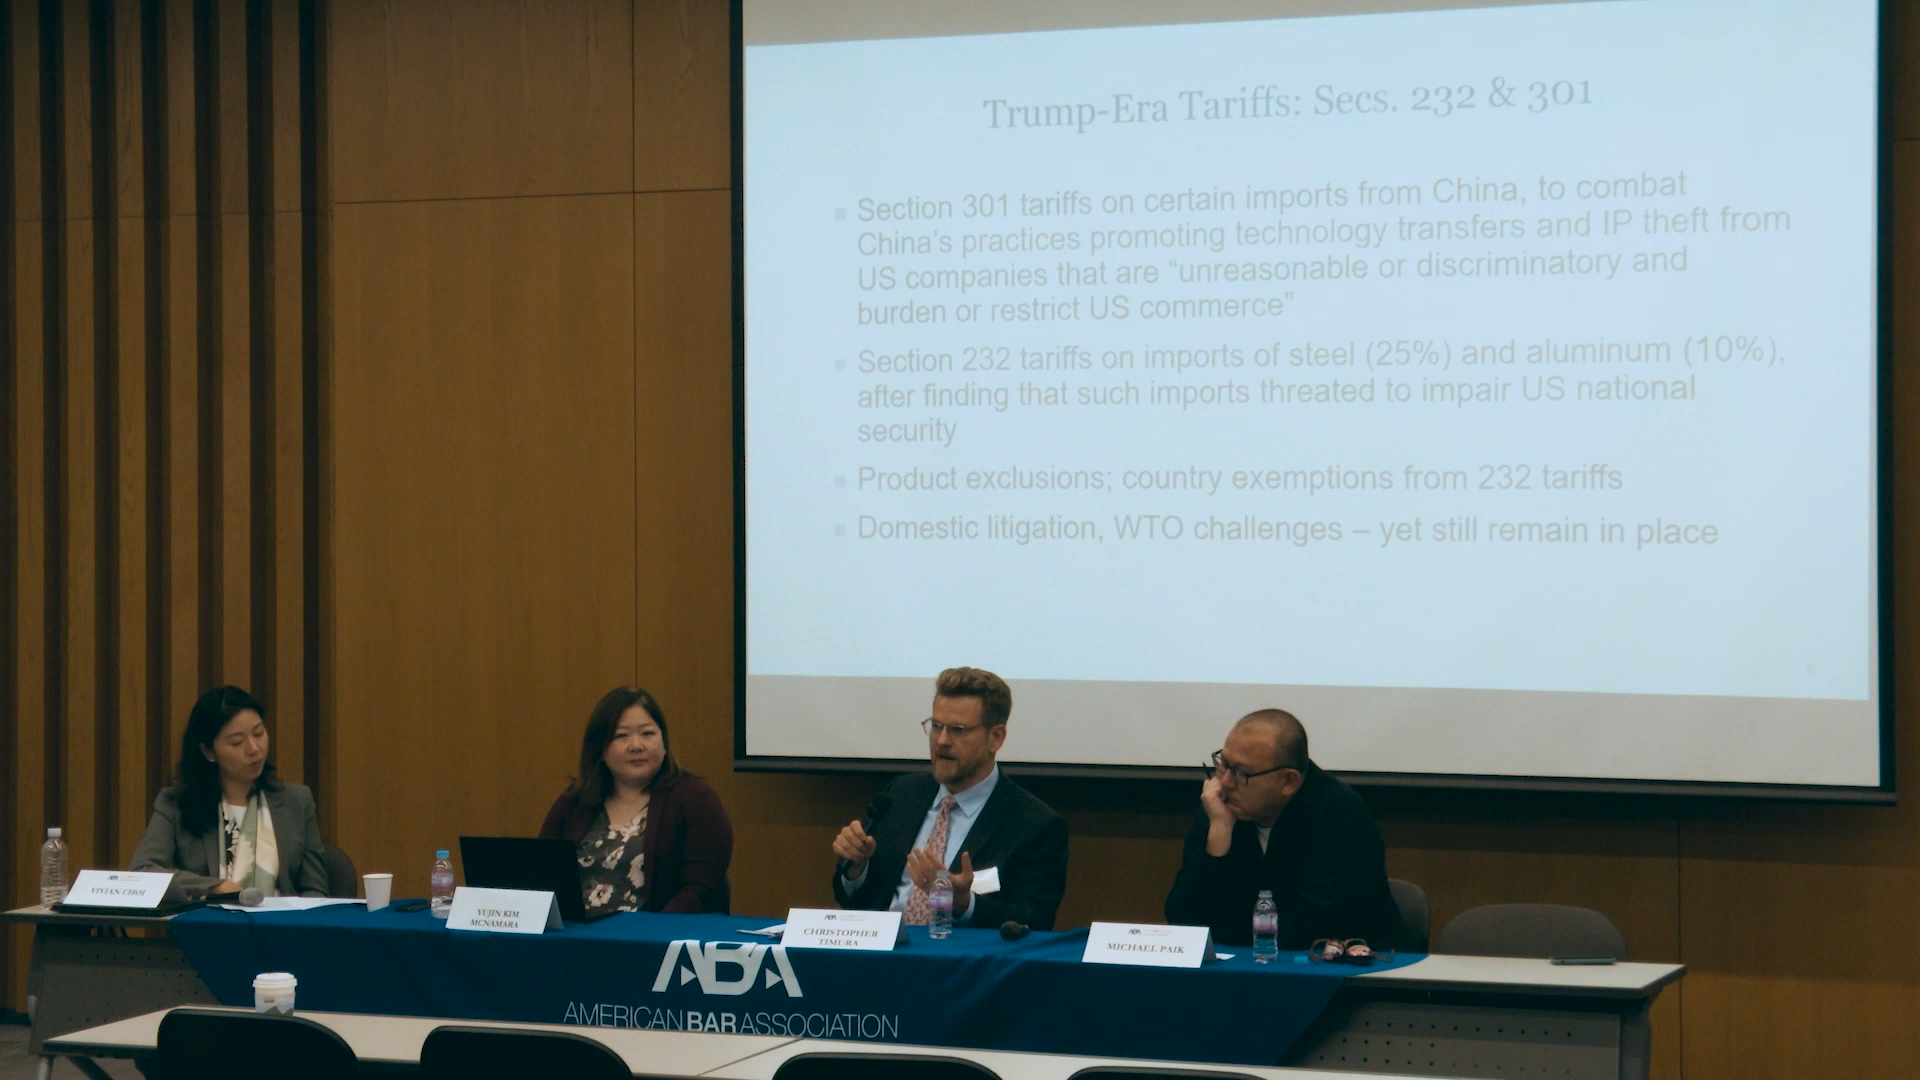 Trump-Era Tariffs: Secs. 232 & 301
Section 301 tariffs on certain imports from China, to combat
China's practices promoting technology transfers and IP theft from
US companies that are “unreasonable or discriminatory and
burden or restrict US commerce”
Section 232 tariffs on imports of steel (25%) and aluminum (10%),
after finding that such imports threated to impair US national
security
Product exclusions; country exemptions from 232 tariffs
Domestic litigation, WTO challenges – yet still remain in place
5
VIVIAN CHOI
YUJIN KIM
MCNAMARA
ABA
CHRISTOPHER
TIMURA
ABA
MICHAEL PAIK
ABA
AMERICAN BAR ASSOCIATION